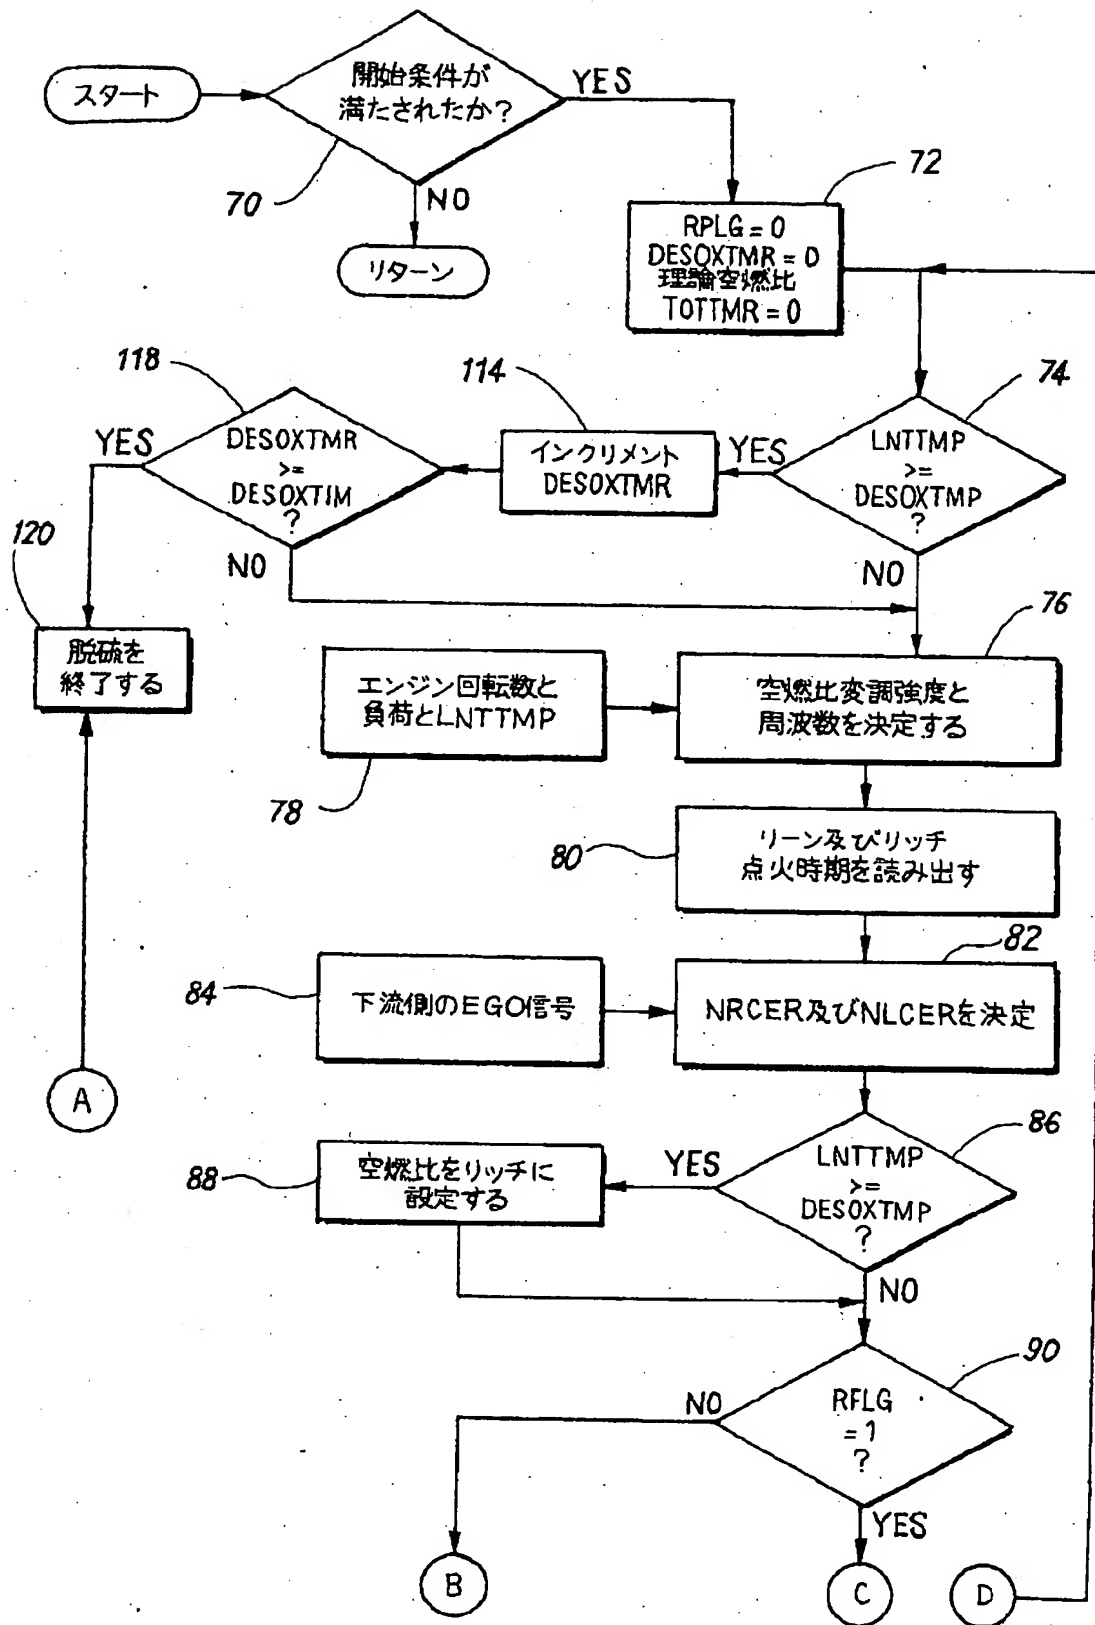 スタート
開始条件が
満たされたか?
YES
70
NO
リターン
72
RPLG = 0
DESOXTMR = 0
理論空燃比
TOTTMR = 0
118
YES
DESOXTMR
>=
DESOXTIM
?
NO
114
インクリメント
DESOXTMR
YES
74
LNTTMP
>=
DESOXTMP
?
NO
120
脱硫を
終了する
エンジン回転数と
負荷とLNTTMP
78
76
空燃比変調強度と
周波数を決定する
80
リーン及びリッチ
点火時期を読み出す
84
下流側のEGO信号
82
NRCER及びNLCERを決定
A
88
空燃比をリッチに
設定する
YES
86
LNTTMP
>=
DESOXTMP
?
NO
90
NO
RFLG
=1
?
YES
B
C
D